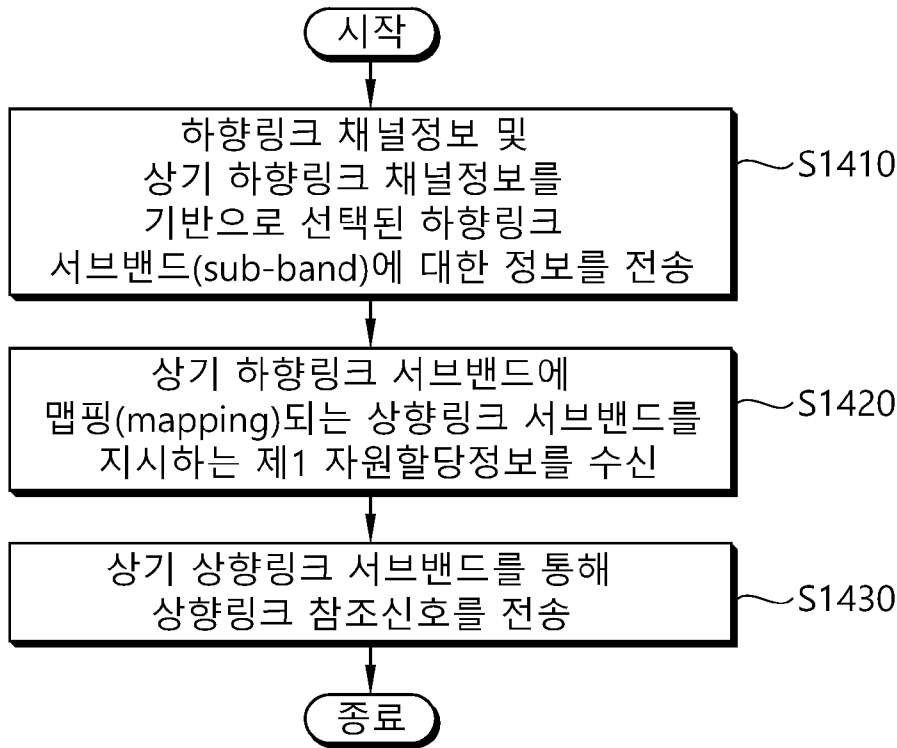 시작
하향링크 채널정보 및
상기 하향링크 채널정보를
기반으로 선택된 하향링크
서브밴드(sub-band)에 대한 정보를 전송
S1410
상기 하향링크 서브밴드에
맵핑(mapping)되는 상향링크 서브밴드를
지시하는 제1 자원할당정보를 수신
S1420
상기 상향링크 서브밴드를 통해
상향링크 참조신호를 전송
S1430
종료